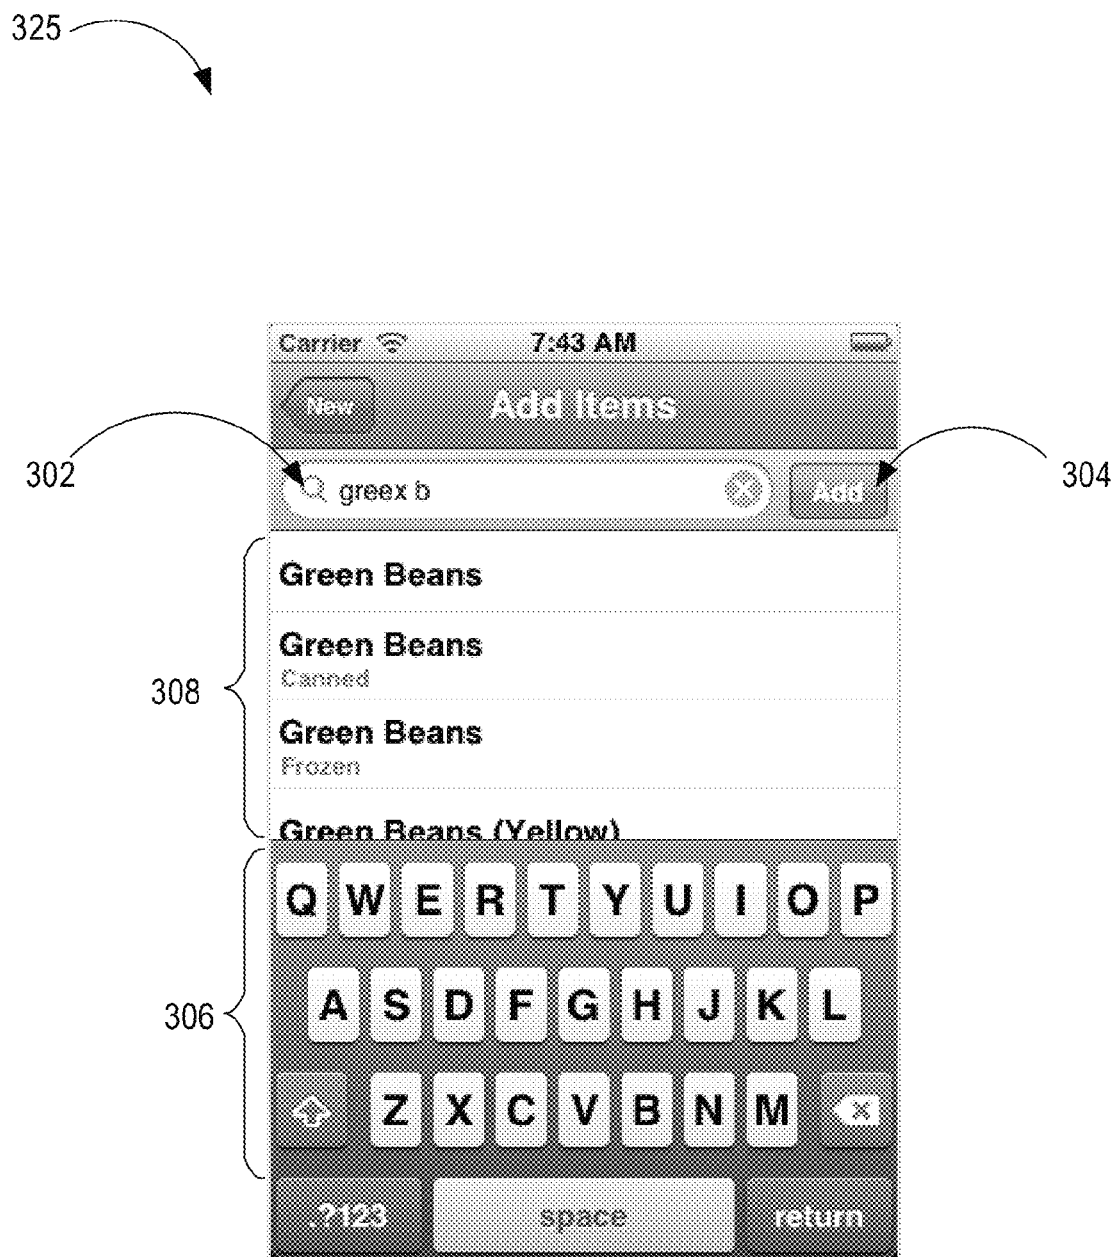 325
Carrier 7:43 AM
New Add Items
302
304
greex b Add
Green Beans
Green Beans
Canned
308
Green Beans
Frozen
Green Beans (Yellow)
Q W E R T Y U I O P
306
A S D F G H J K L
Z X C V B N M
.?123 space return